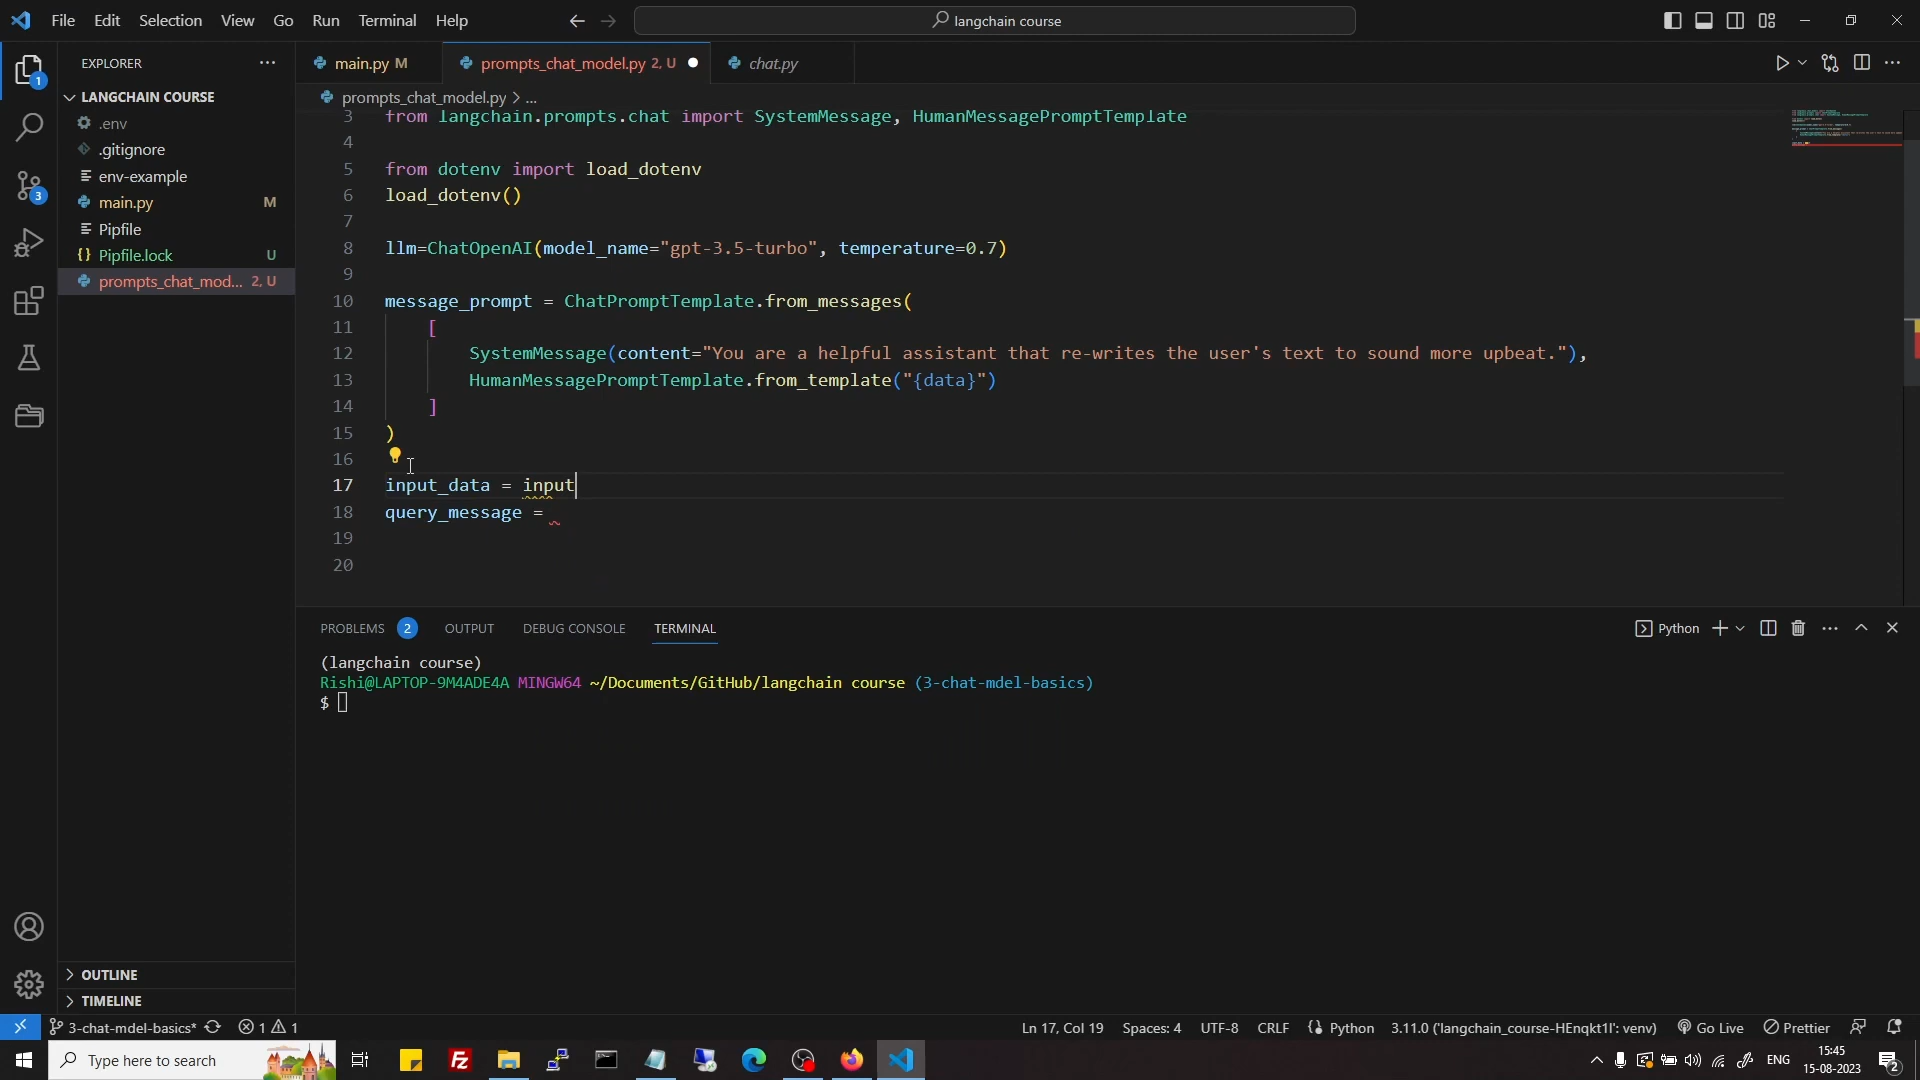 File Edit Selection View Go Run Terminal Help
langchain course
EXPLORER
main.py M
prompts_chat_model.py 2, U
chat.py
LANGCHAIN COURSE
.env
.gitignore
env-example
main.py M
Pipfile
Pipfile.lock U
prompts_chat_mod... 2, U
prompts_chat_model.py > ...
3 from langchain.prompts.chat import SystemMessage, HumanMessagePromptTemplate
4
5 from dotenv import load_dotenv
6 load_dotenv()
7
8 llm=ChatOpenAI(model_name="gpt-3.5-turbo", temperature=0.7)
9
10 message_prompt = ChatPromptTemplate.from_messages(
11 [
12 SystemMessage(content="You are a helpful assistant that re-writes the user's text to sound more upbeat."),
13 HumanMessagePromptTemplate.from_template("{data}")
14 ]
15 )
16
17 input_data = input
18 query_message =
19
20
PROBLEMS 2 OUTPUT DEBUG CONSOLE TERMINAL
Python
(langchain course)
Rishi@LAPTOP-9M4ADE4A MINGW64 ~/Documents/GitHub/langchain course (3-chat-mdel-basics)
$
1
3
OUTLINE
TIMELINE
3-chat-mdel-basics* 1 1
Ln 17, Col 19 Spaces: 4 UTF-8 CRLF Python 3.11.0 ('langchain_course-HEnqkt1I': venv) Go Live Prettier
Type here to search
ENG
15:45
15-08-2023
2